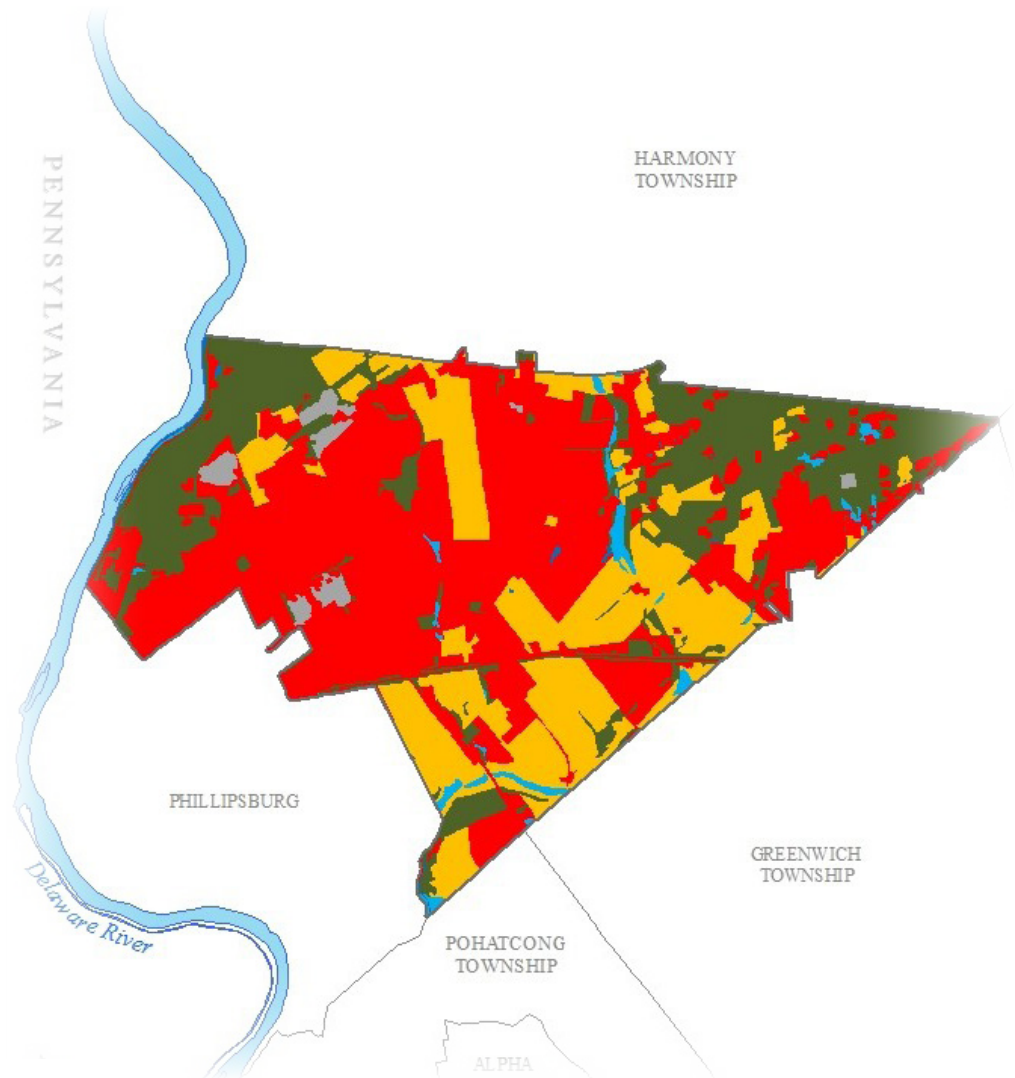 HARMONY
TOWNSHIP
PENNSYLVANIA
PHILLIPSBURG
GREENWICH
TOWNSHIP
Delaware River
POHATCONG
TOWNSHIP
ALPHA